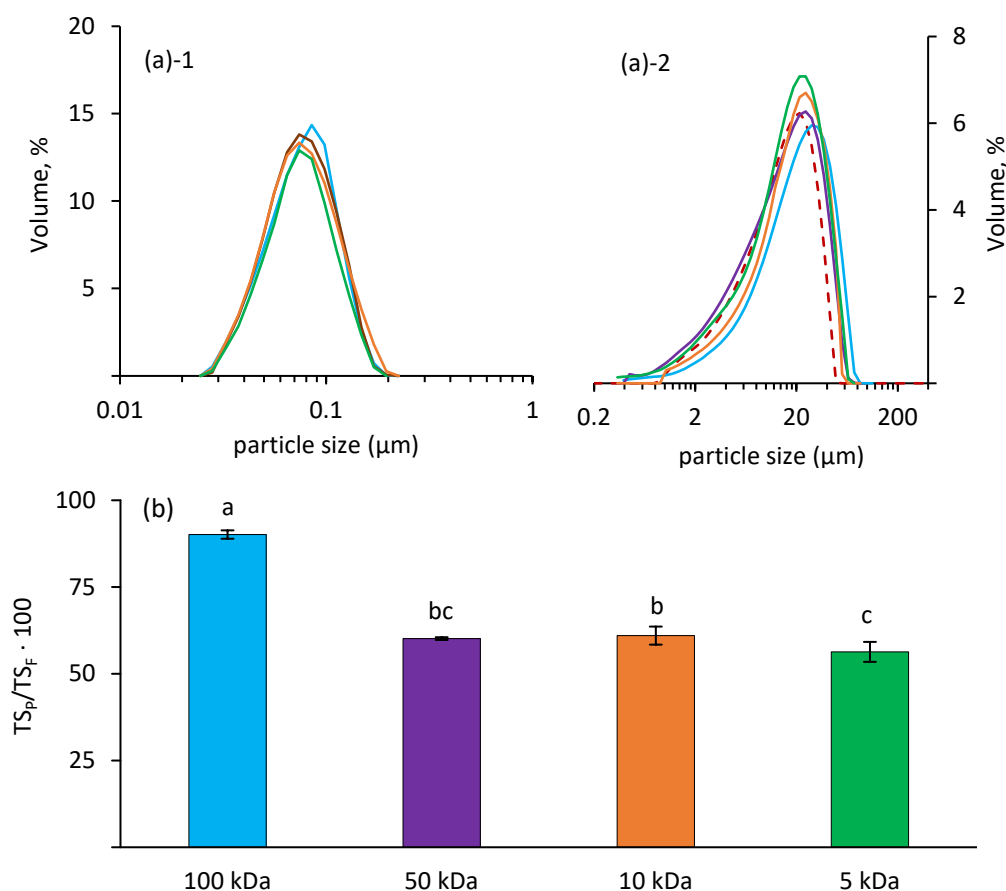 (a)-1
Volume, %
20
15
10
5
0.01 0.1 1
particle size (µm)
(a)-2
8
6
4
2
Volume, %
0.2 2 20 200
particle size (µm)
(b)
TSP/TSF · 100
100
75
50
25
a
bc
b
c
100 kDa 50 kDa 10 kDa 5 kDa